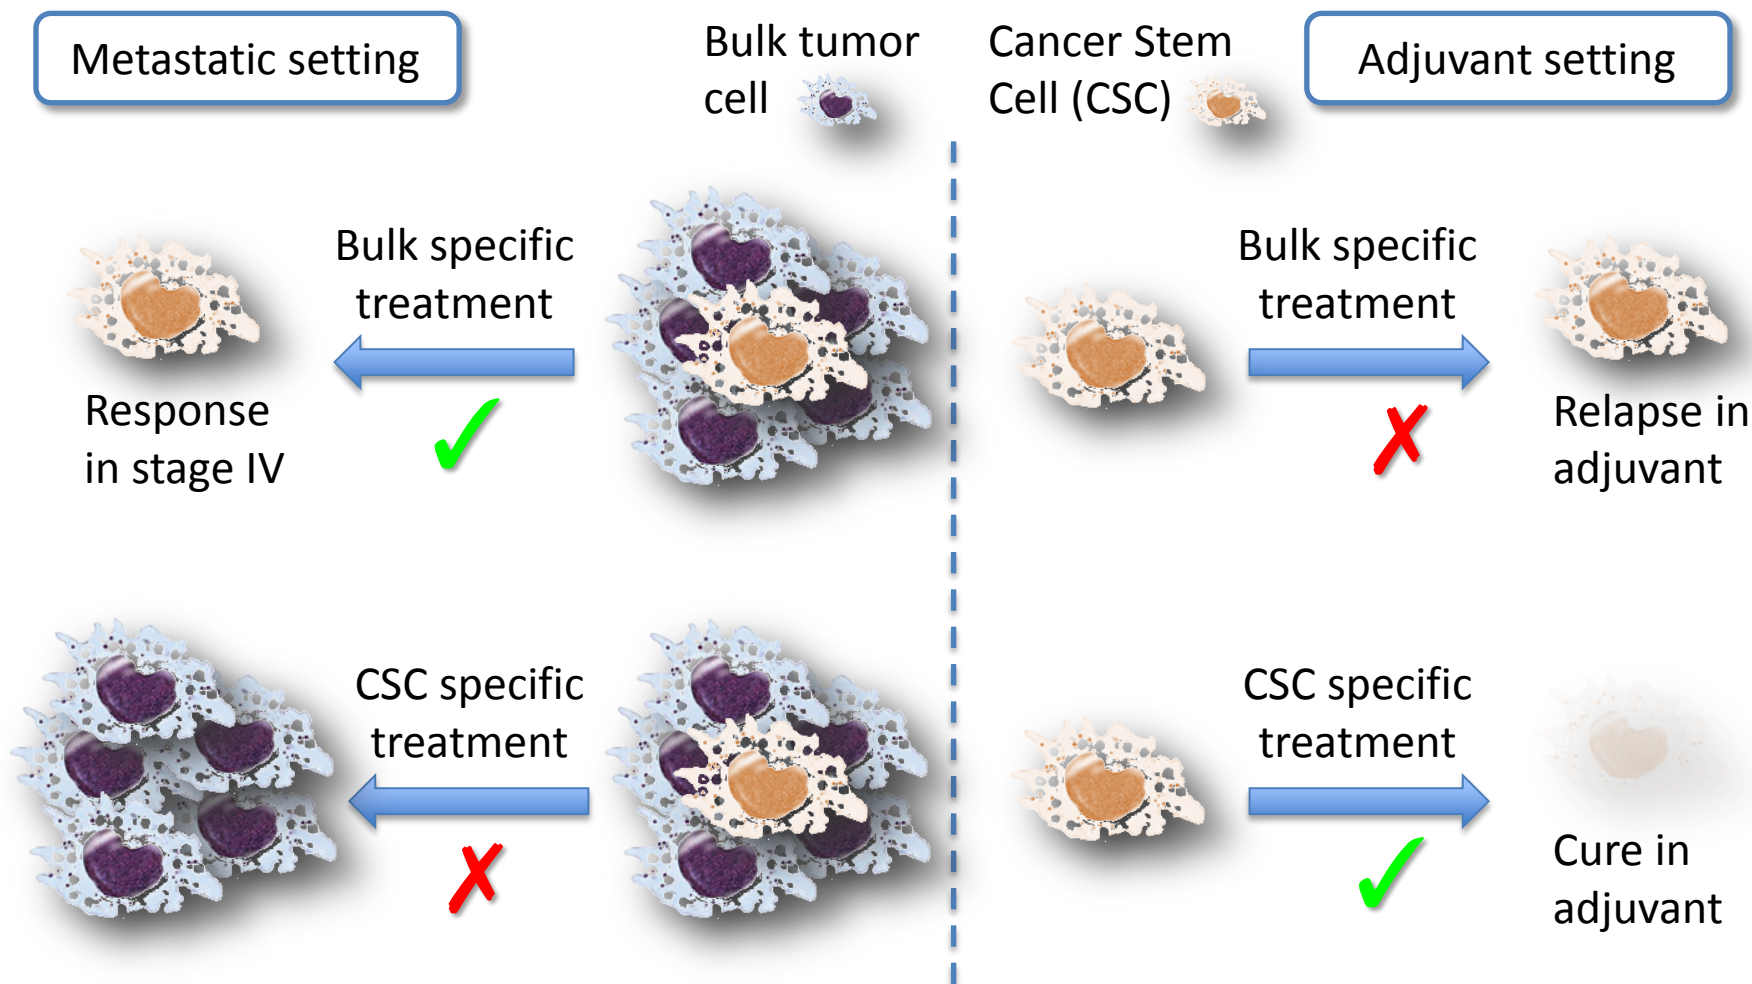 Metastatic setting
Bulk tumor
cell
Cancer Stem
Cell (CSC)
Adjuvant setting
Bulk specific
treatment
Response
in stage IV
Bulk specific
treatment
Relapse in
adjuvant
CSC specific
treatment
CSC specific
treatment
Cure in
adjuvant